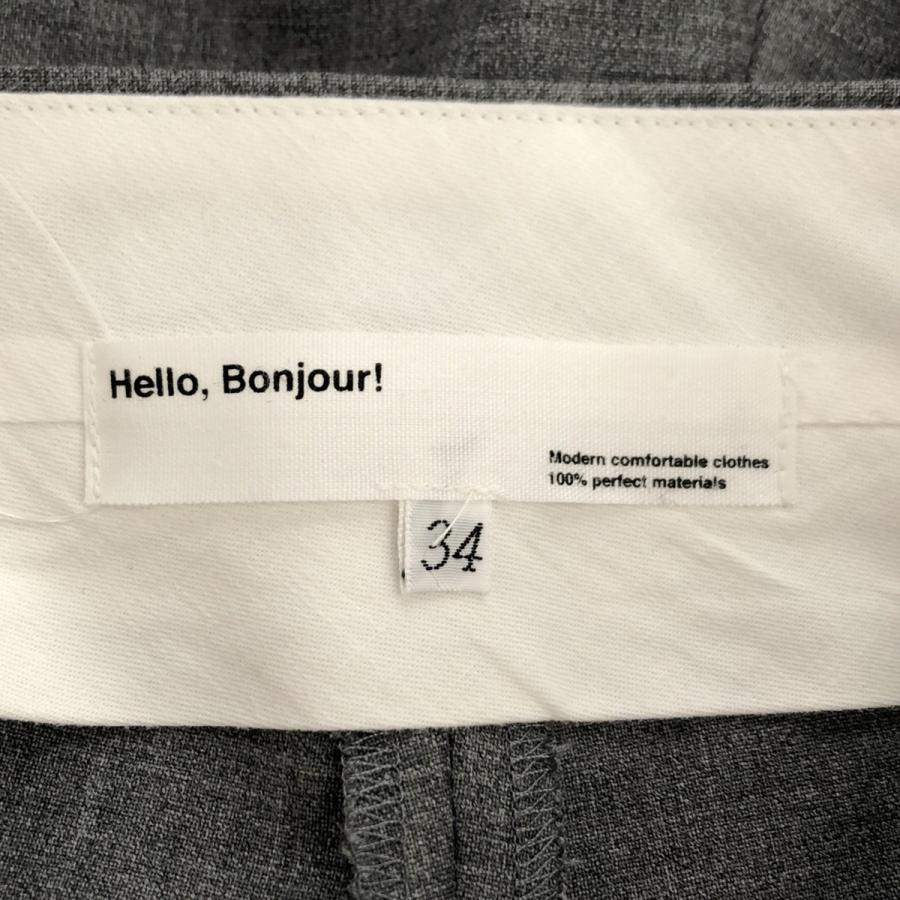 Hello, Bonjour!
Modern comfortable clothes
100% perfect materials
34